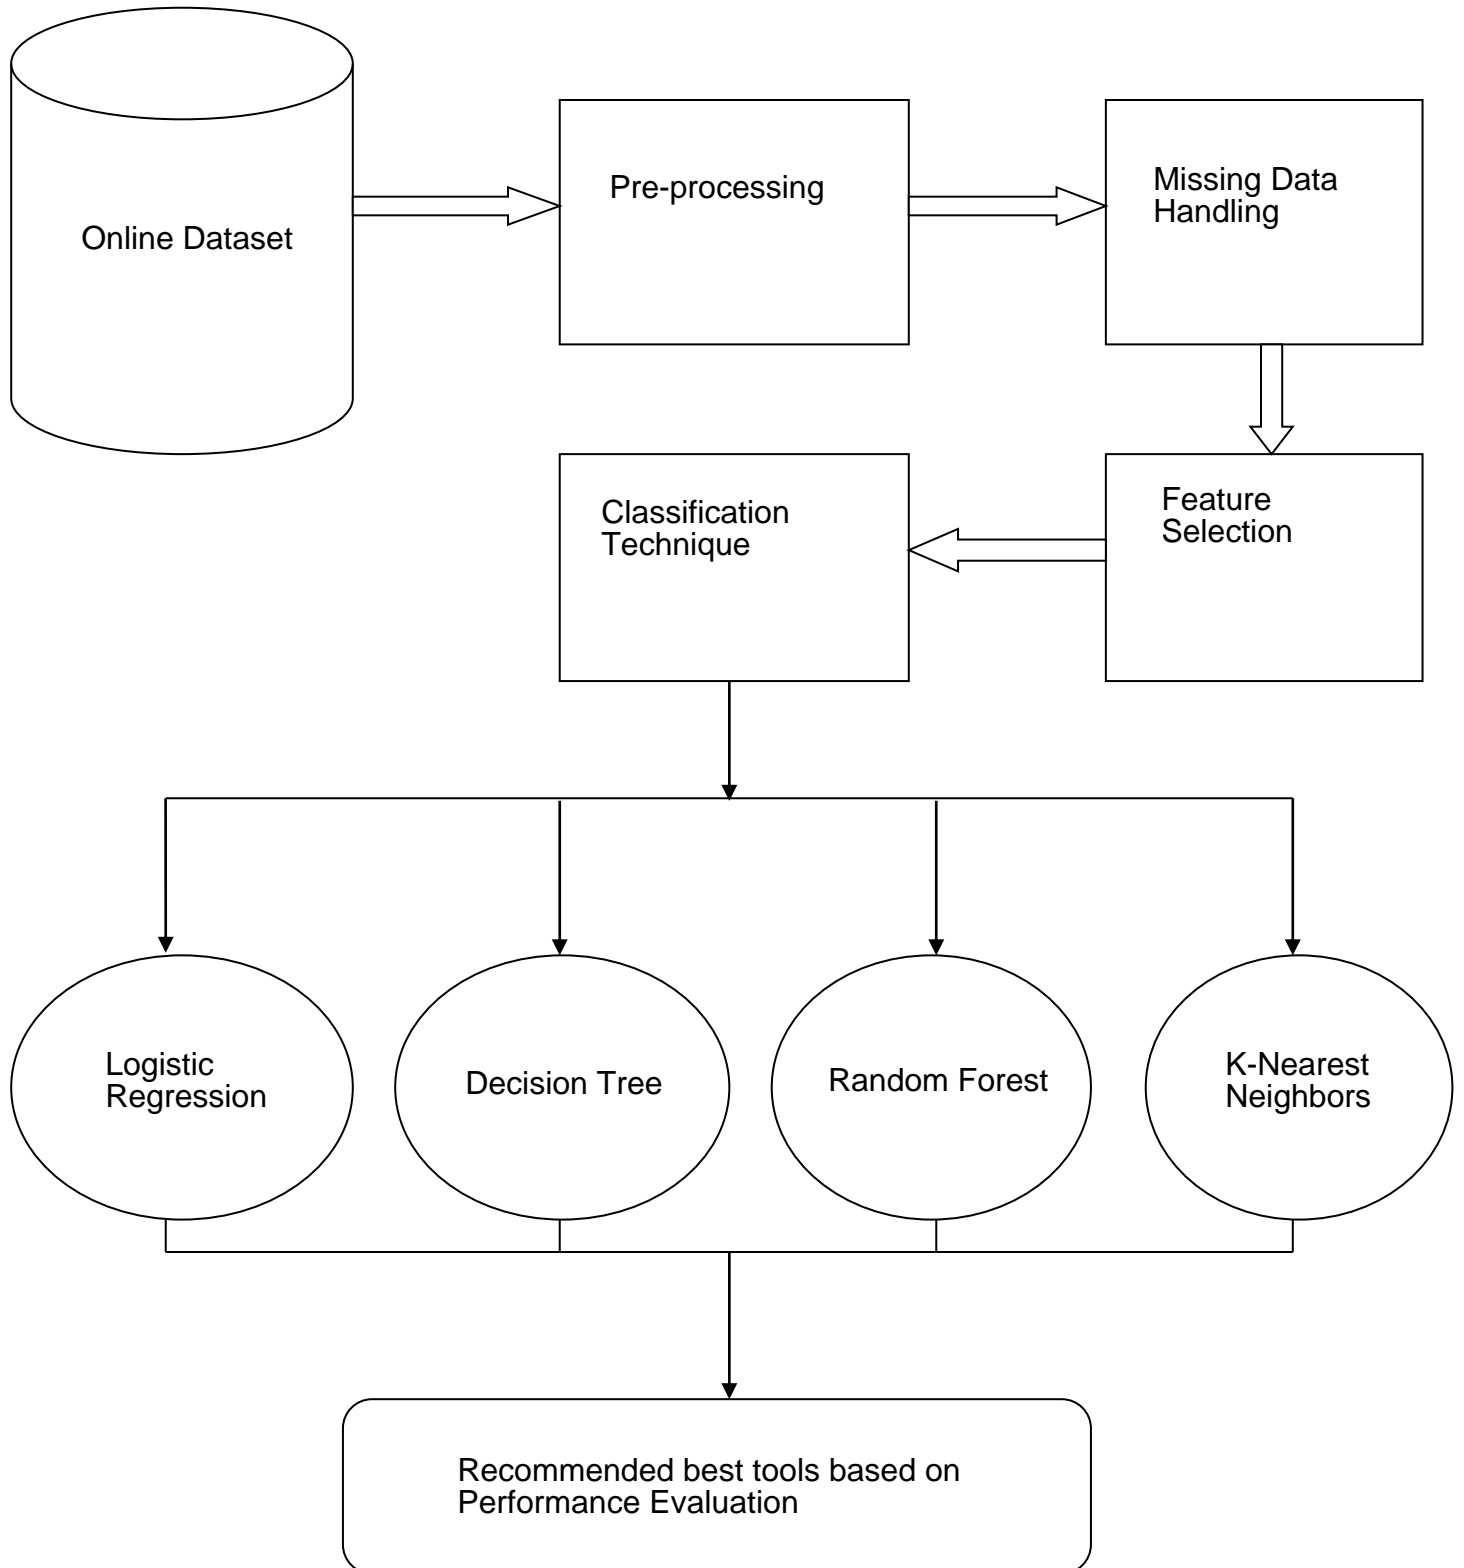 Online Dataset
Pre-processing
Missing Data
Handling
Classification
Technique
Feature
Selection
Logistic
Regression
Decision Tree
Random Forest
K-Nearest
Neighbors
Recommended best tools based on
Performance Evaluation